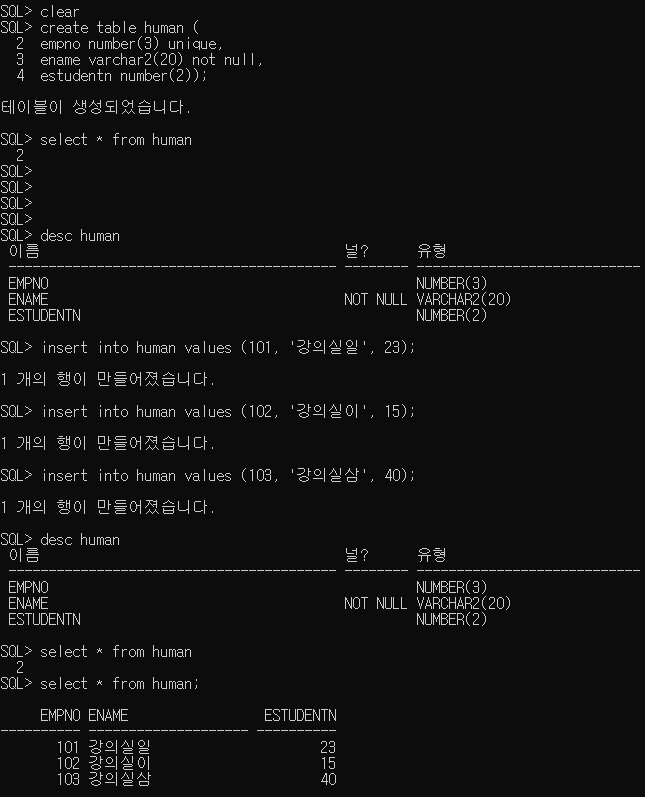 SQL> clear
SQL> create table human (
  2  empno number(3) unique,
  3  ename varchar2(20) not null,
  4  estudentn number(2));
테이블이 생성되었습니다.
SQL> select * from human
  2
SQL>
SQL>
SQL>
SQL>
SQL> desc human
 이름                                      널?      유형
 ----------------------------------------- -------- ----------------------------
 EMPNO                                              NUMBER(3)
 ENAME                                     NOT NULL VARCHAR2(20)
 ESTUDENTN                                          NUMBER(2)
SQL> insert into human values (101, '강의실일', 23);
1 개의 행이 만들어졌습니다.
SQL> insert into human values (102, '강의실이', 15);
1 개의 행이 만들어졌습니다.
SQL> insert into human values (103, '강의실삼', 40);
1 개의 행이 만들어졌습니다.
SQL> desc human
 이름                                      널?      유형
 ----------------------------------------- -------- ----------------------------
 EMPNO                                              NUMBER(3)
 ENAME                                     NOT NULL VARCHAR2(20)
 ESTUDENTN                                          NUMBER(2)
SQL> select * from human
  2
SQL> select * from human;
     EMPNO ENAME                 ESTUDENTN
---------- -------------------- ----------
       101 강의실일                     23
       102 강의실이                     15
       103 강의실삼                     40